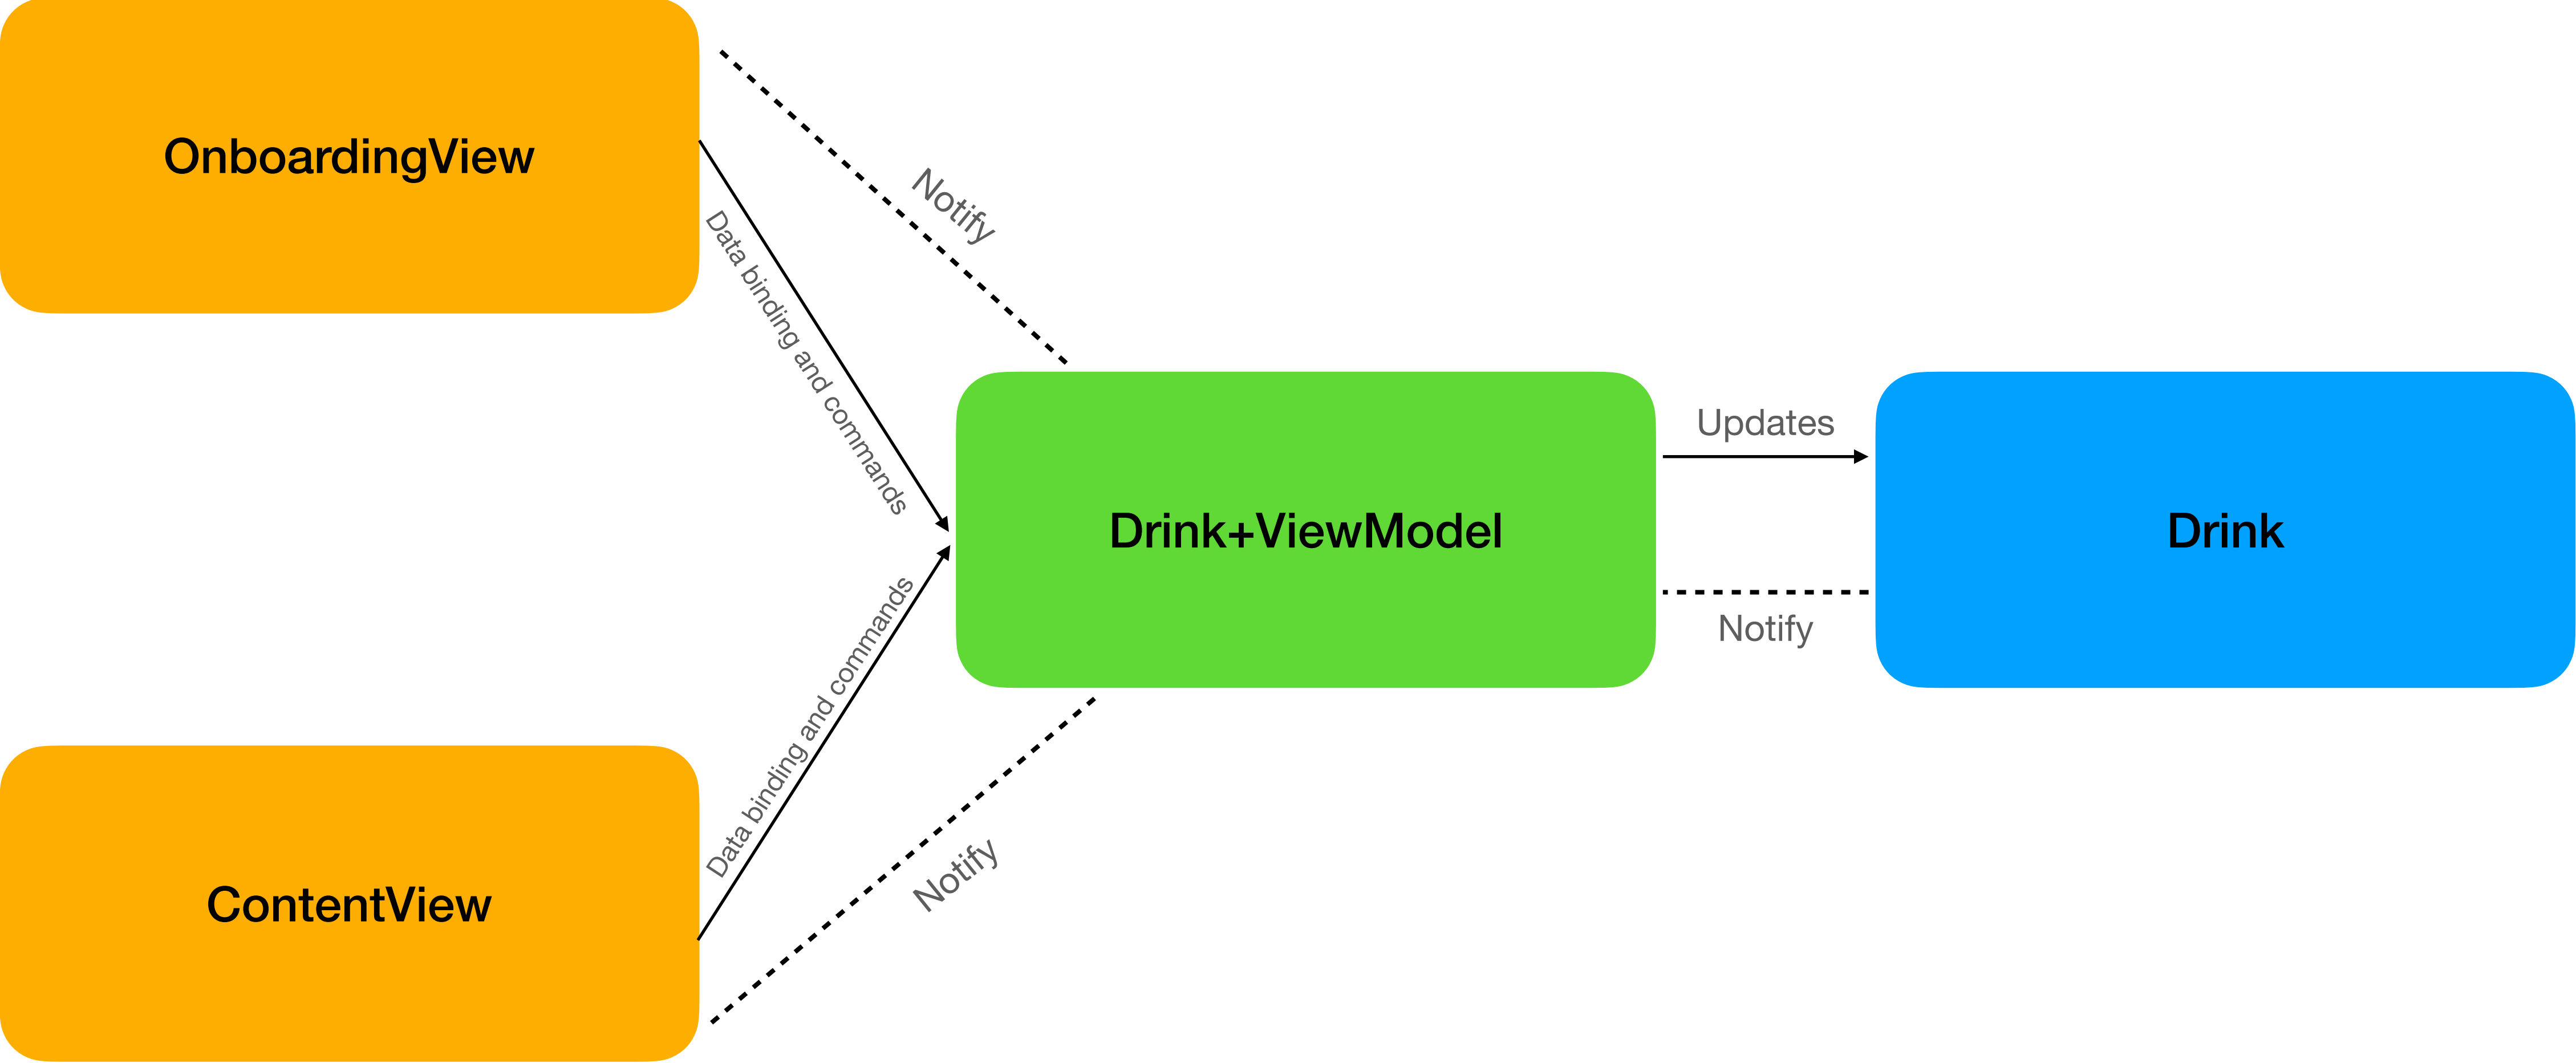 OnboardingView
Notify
Data binding and commands
Updates
Drink+ViewModel
Drink
Notify
Data binding and commands
ContentView
Notify